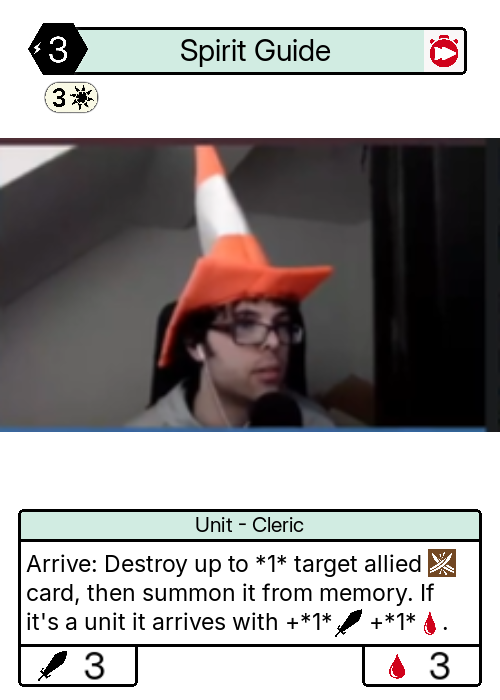 3
Spirit Guide
3
Unit - Cleric
Arrive: Destroy up to *1* target allied
card, then summon it from memory. If
it's a unit it arrives with +*1* +*1* .
3
3